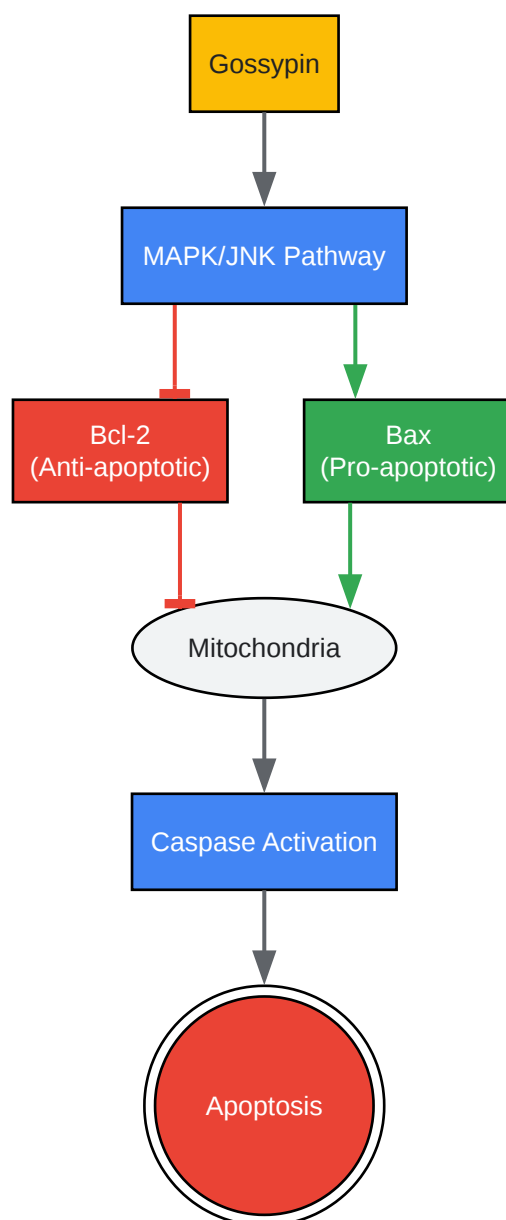 Gossypin
MAPK/JNK Pathway
Bcl-2
(Anti-apoptotic)
Bax
(Pro-apoptotic)
Mitochondria
Caspase Activation
Apoptosis